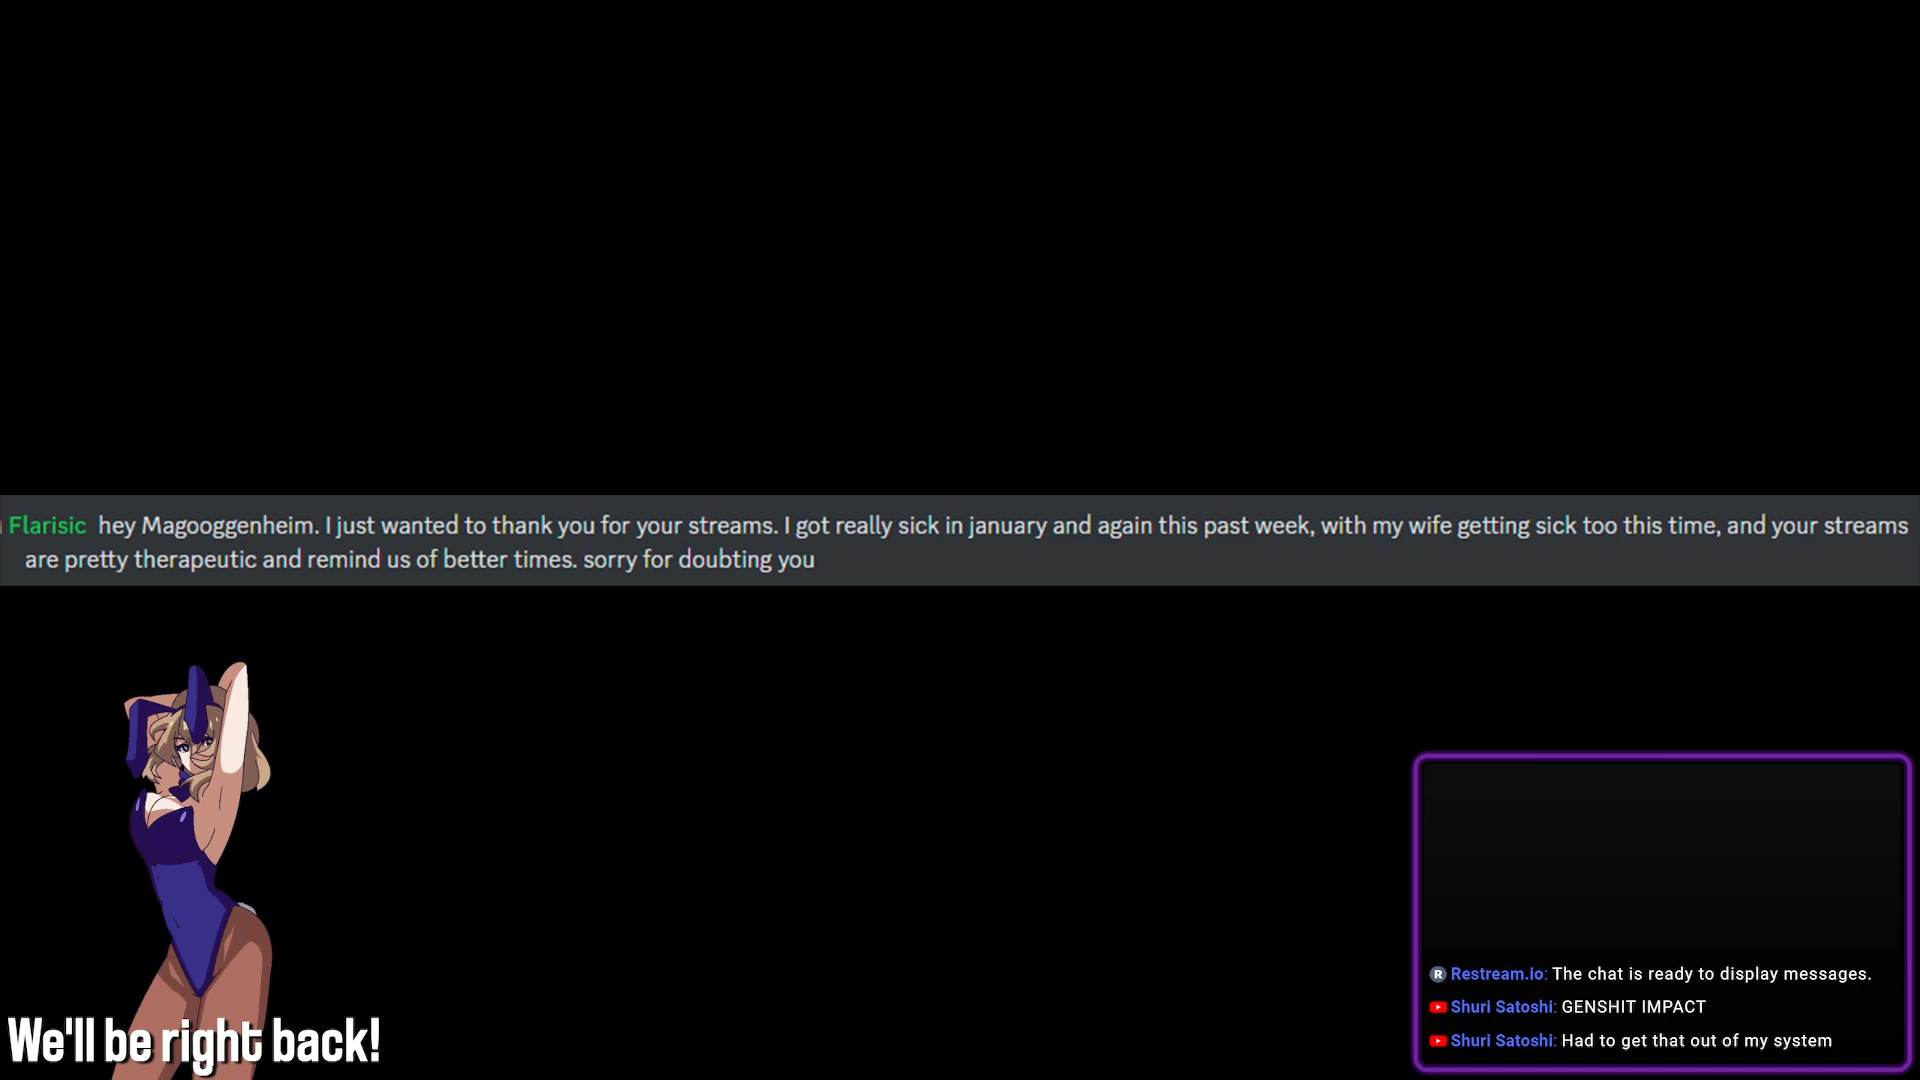 Flarisic hey Magooggenheim. I just wanted to thank you for your streams. I got really sick in january and again this past week, with my wife getting sick too this time, and your streams
are pretty therapeutic and remind us of better times. sorry for doubting you
R Restream.io: The chat is ready to display messages.
Shuri Satoshi: GENSHIT IMPACT
Shuri Satoshi: Had to get that out of my system
We'll be right back!